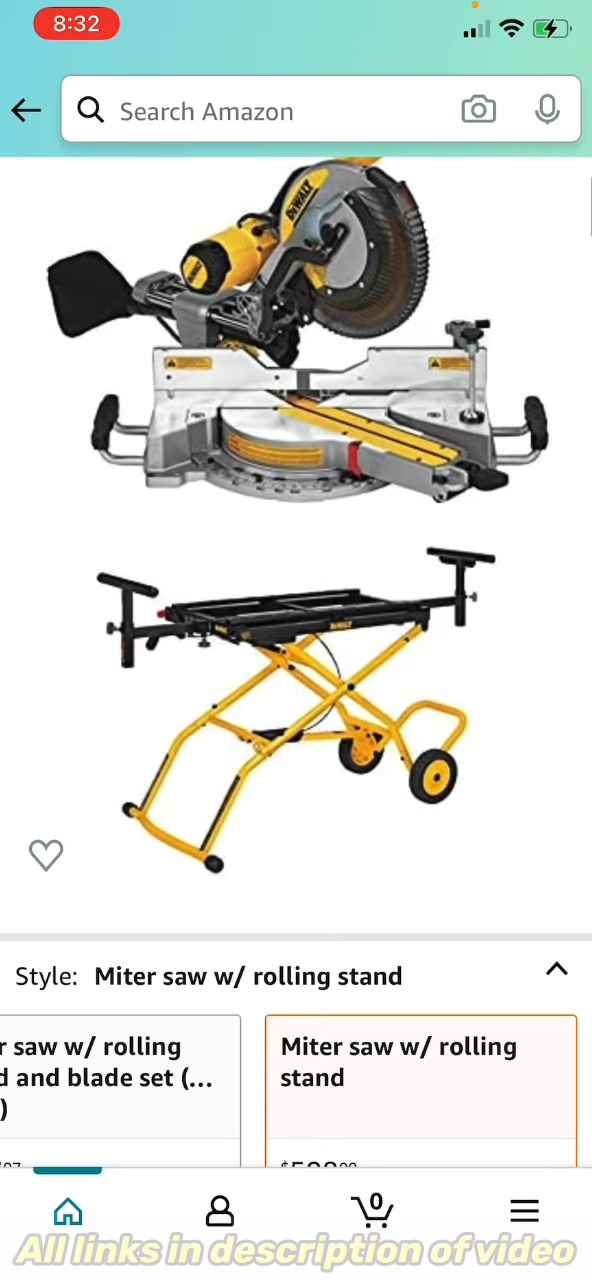 8:32
Search Amazon
DEWALT
DEWALT
Style: Miter saw w/ rolling stand
r saw w/ rolling
d and blade set (...
)
Miter saw w/ rolling
stand
0
All links in description of video